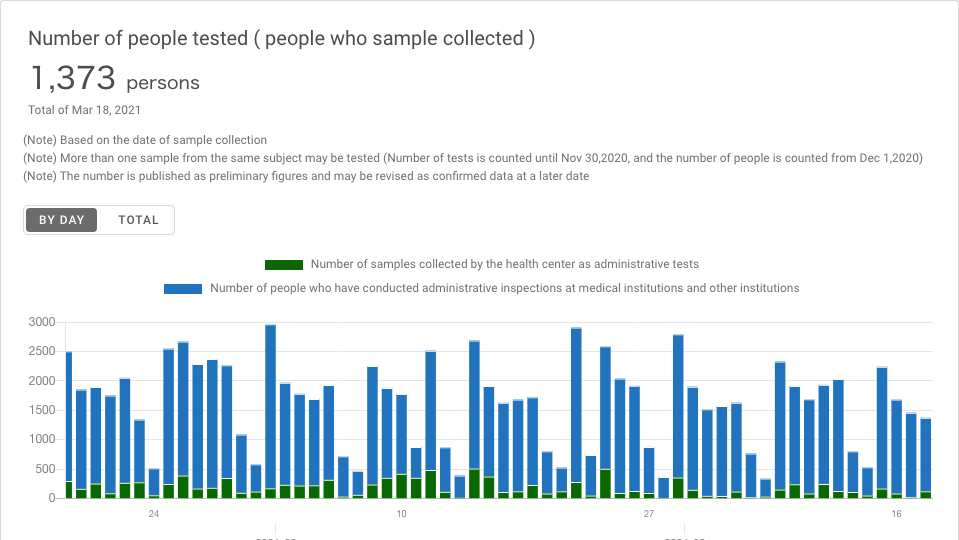 Number of people tested ( people who sample collected )
1,373 persons
Total of Mar 18, 2021
(Note) Based on the date of sample collection
(Note) More than one sample from the same subject may be tested (Number of tests is counted until Nov 30,2020, and the number of people is counted from Dec 1,2020)
(Note) The number is published as preliminary figures and may be revised as confirmed data at a later date
BY DAY TOTAL
Number of samples collected by the health center as administrative tests
Number of people who have conducted administrative inspections at medical institutions and other institutions
3000
2500
2000
1500
1000
500
0
24 10 27 16